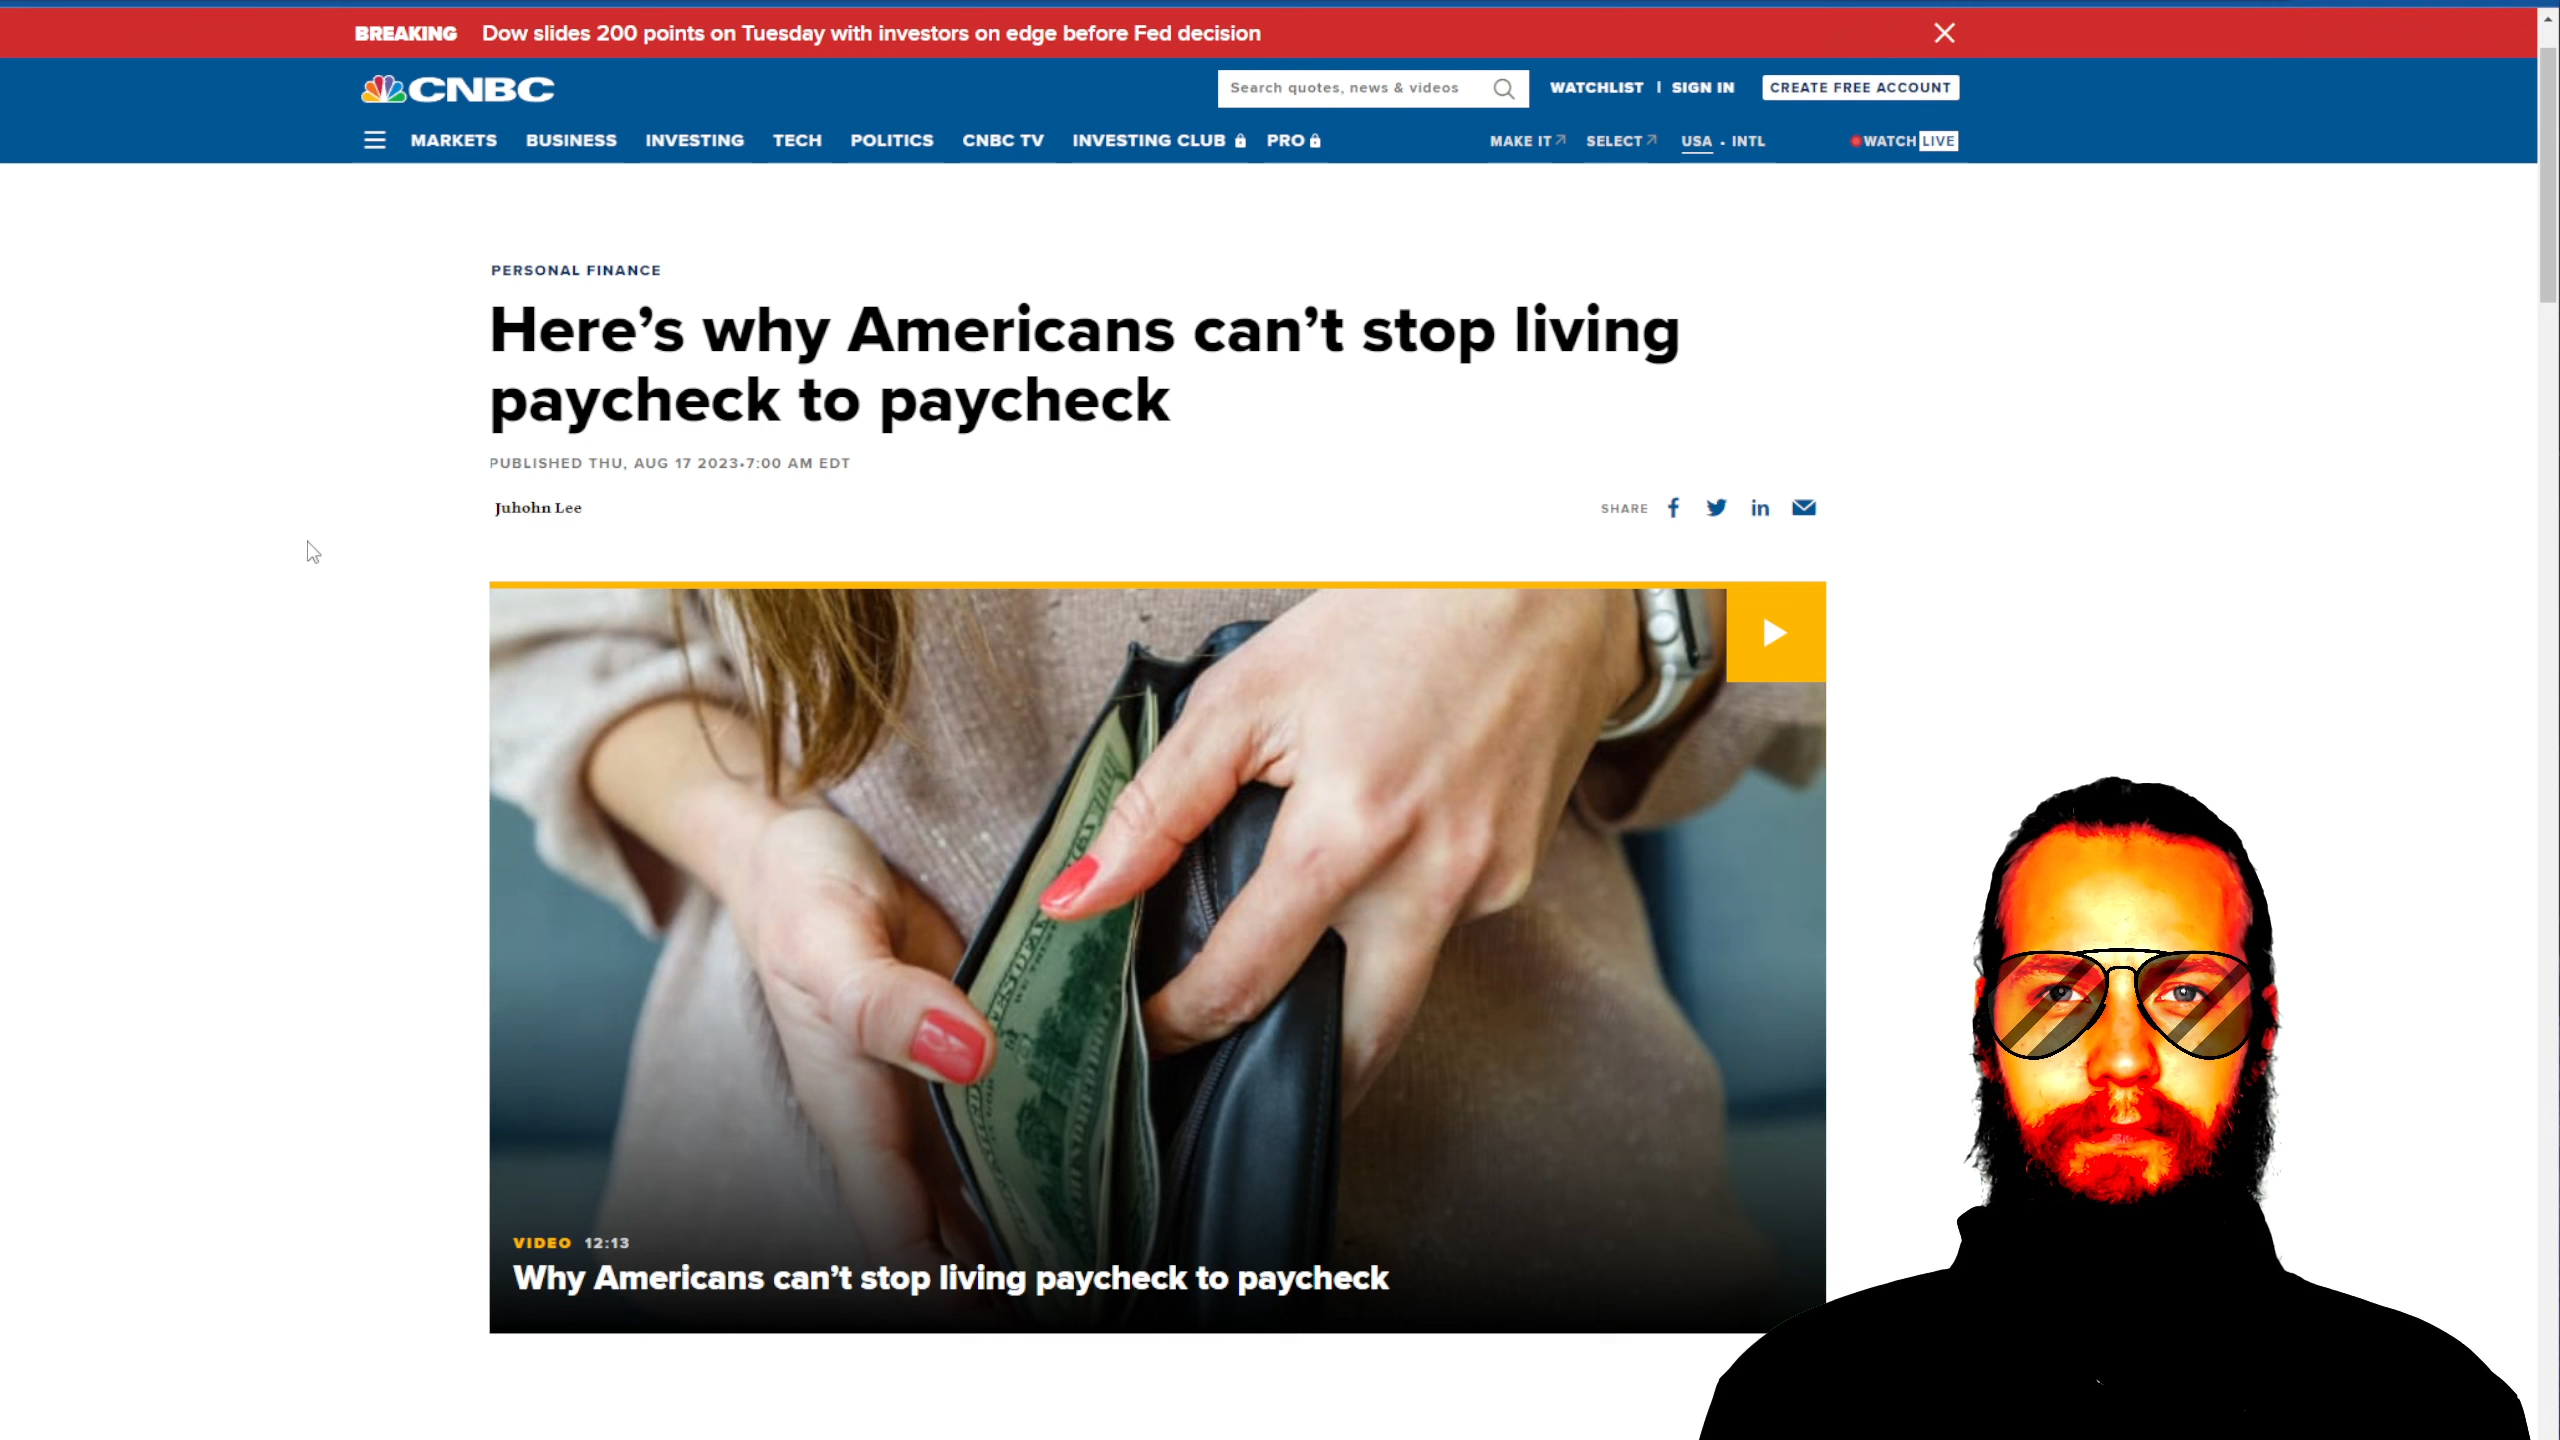 BREAKING Dow slides 200 points on Tuesday with investors on edge before Fed decision
CNBC
Search quotes, news & videos
WATCHLIST | SIGN IN
CREATE FREE ACCOUNT
MARKETS BUSINESS INVESTING TECH POLITICS CNBC TV INVESTING CLUB PRO
MAKE IT SELECT USA • INTL
WATCH LIVE
PERSONAL FINANCE
Here’s why Americans can’t stop living
paycheck to paycheck
PUBLISHED THU, AUG 17 2023•7:00 AM EDT
Juhohn Lee
SHARE
VIDEO 12:13
Why Americans can’t stop living paycheck to paycheck